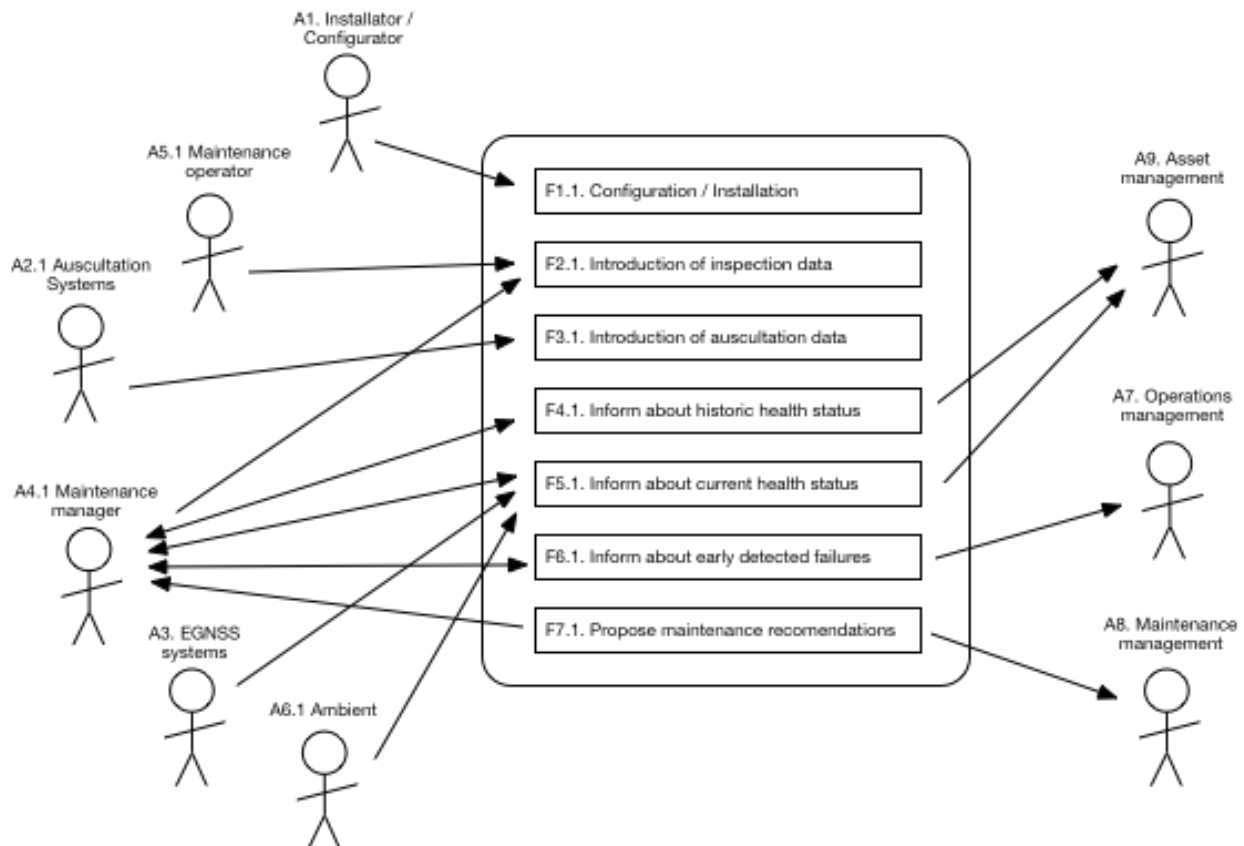 A1. Installator /
Configurator
A5.1 Maintenance
operator
A2.1 Auscultation
Systems
A4.1 Maintenance
manager
A3. EGNSS
systems
A6.1 Ambient
F1.1. Configuration / Installation
F2.1. Introduction of inspection data
F3.1. Introduction of auscultation data
F4.1. Inform about historic health status
F5.1. Inform about current health status
F6.1. Inform about early detected failures
F7.1. Propose maintenance recomendations
A9. Asset
management
A7. Operations
management
A8. Maintenance
management